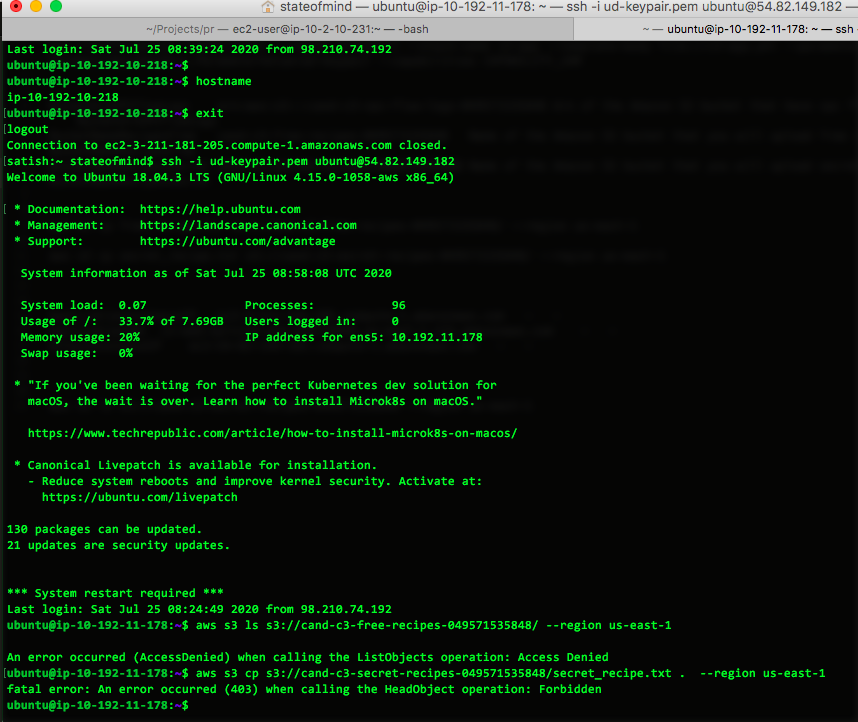 stateofmind — ubuntu@ip-10-192-11-178: ~ — ssh -i ud-keypair.pem ubuntu@54.82.149.182 —
~/Projects/pr — ec2-user@ip-10-2-10-231:~ — -bash
~ — ubuntu@ip-10-192-11-178: ~ — ssh
Last login: Sat Jul 25 08:39:24 2020 from 98.210.74.192
ubuntu@ip-10-192-10-218:~$
ubuntu@ip-10-192-10-218:~$ hostname
ip-10-192-10-218
[ubuntu@ip-10-192-10-218:~$ exit
[logout
Connection to ec2-3-211-181-205.compute-1.amazonaws.com closed.
[satish:~ stateofmind$ ssh -i ud-keypair.pem ubuntu@54.82.149.182
Welcome to Ubuntu 18.04.3 LTS (GNU/Linux 4.15.0-1058-aws x86_64)
[ * Documentation:  https://help.ubuntu.com
 * Management:     https://landscape.canonical.com
 * Support:        https://ubuntu.com/advantage
  System information as of Sat Jul 25 08:58:08 UTC 2020
  System load:  0.07              Processes:           96
  Usage of /:   33.7% of 7.69GB   Users logged in:     0
  Memory usage: 20%               IP address for ens5: 10.192.11.178
  Swap usage:   0%
 * "If you've been waiting for the perfect Kubernetes dev solution for
   macOS, the wait is over. Learn how to install Microk8s on macOS."
   https://www.techrepublic.com/article/how-to-install-microk8s-on-macos/
 * Canonical Livepatch is available for installation.
   - Reduce system reboots and improve kernel security. Activate at:
     https://ubuntu.com/livepatch
130 packages can be updated.
21 updates are security updates.
*** System restart required ***
Last login: Sat Jul 25 08:24:49 2020 from 98.210.74.192
ubuntu@ip-10-192-11-178:~$ aws s3 ls s3://cand-c3-free-recipes-049571535848/ --region us-east-1
An error occurred (AccessDenied) when calling the ListObjects operation: Access Denied
[ubuntu@ip-10-192-11-178:~$ aws s3 cp s3://cand-c3-secret-recipes-049571535848/secret_recipe.txt .  --region us-east-1
fatal error: An error occurred (403) when calling the HeadObject operation: Forbidden
ubuntu@ip-10-192-11-178:~$